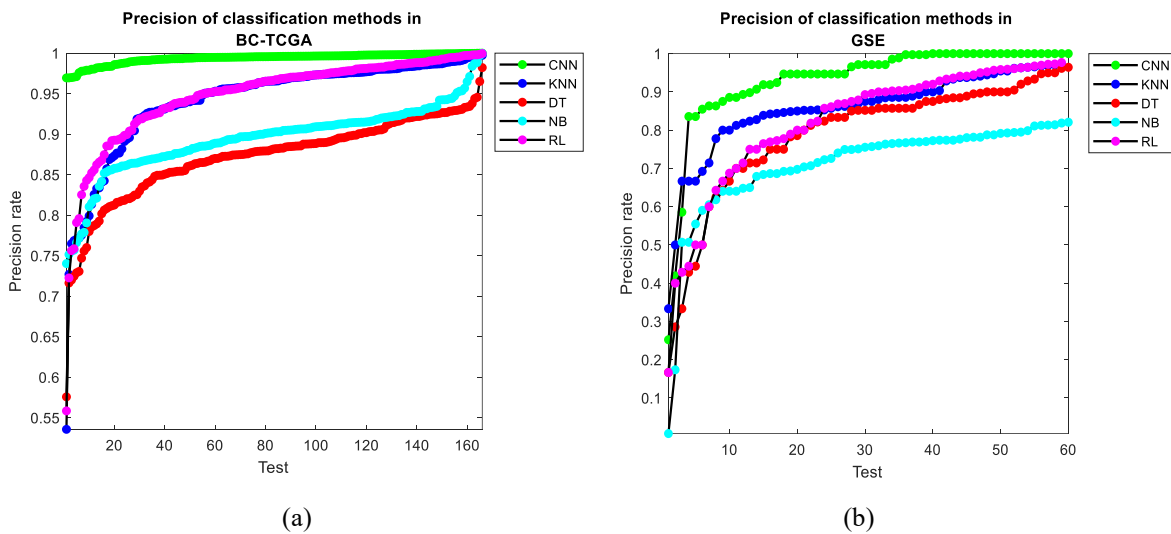 Precision of classification methods in
BC-TCGA
1
0.95
0.9
0.85
0.8
0.75
0.7
0.65
0.6
0.55
Precision rate
20
40
60
80
100
120
140
160
Test
CNN
KNN
DT
NB
RL
(a)
Precision of classification methods in
GSE
1
0.9
0.8
0.7
0.6
0.5
0.4
0.3
0.2
0.1
Precision rate
10
20
30
40
50
60
Test
CNN
KNN
DT
NB
RL
(b)